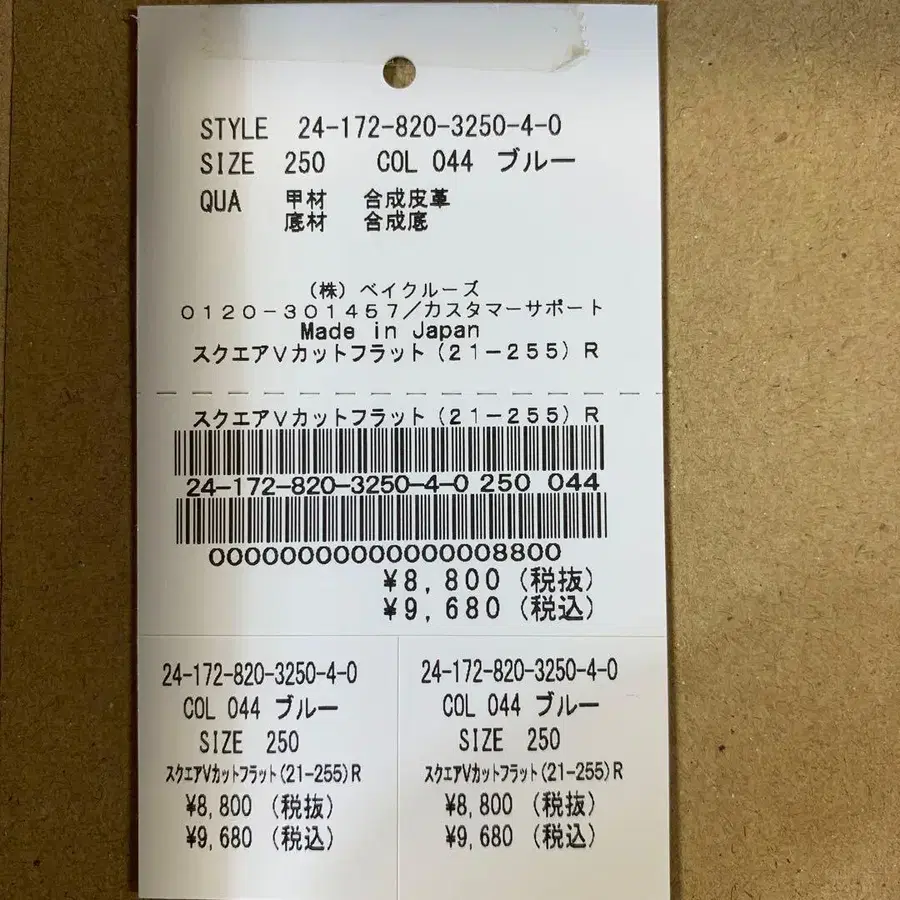 STYLE 24-172-820-3250-4-0
SIZE 250 COL 044 ブルー
QUA 甲材 合成皮革
底材 合成底
（株）ベイクルーズ
０１２０－３０１４５７／カスタマーサポート
Made in Japan
スクエアＶカットフラット（２１－２５５）Ｒ
スクエアＶカットフラット（２１－２５５）Ｒ
24-172-820-3250-4-0 250 044
00000000000000008800
¥8,800（税抜）
¥9,680（税込）
24-172-820-3250-4-0
COL 044 ブルー
SIZE 250
スクエアVカットフラット(21-255)R
¥8,800（税抜）
¥9,680（税込）
24-172-820-3250-4-0
COL 044 ブルー
SIZE 250
スクエアVカットフラット(21-255)R
¥8,800（税抜）
¥9,680（税込）